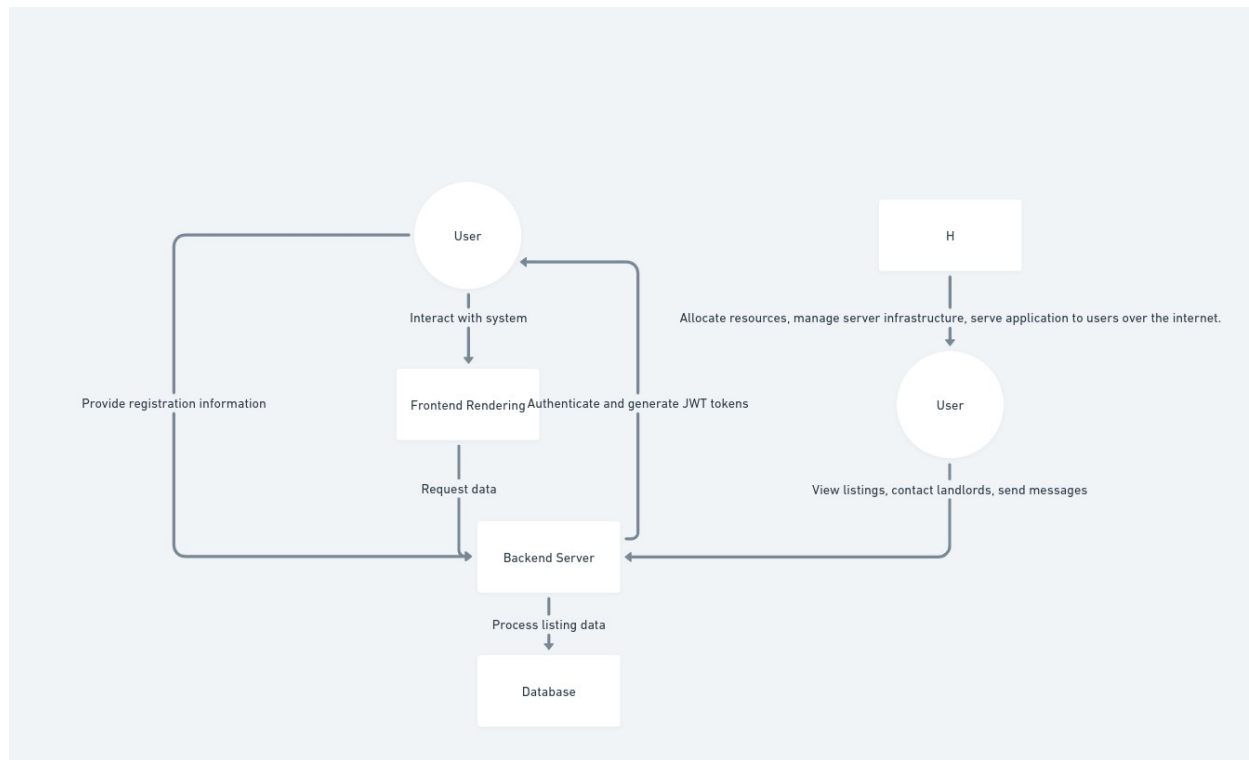 User
H
Interact with system
Allocate resources, manage server infrastructure, serve application to users over the internet.
Provide registration information
Frontend Rendering
Authenticate and generate JWT tokens
User
Request data
View listings, contact landlords, send messages
Backend Server
Process listing data
Database